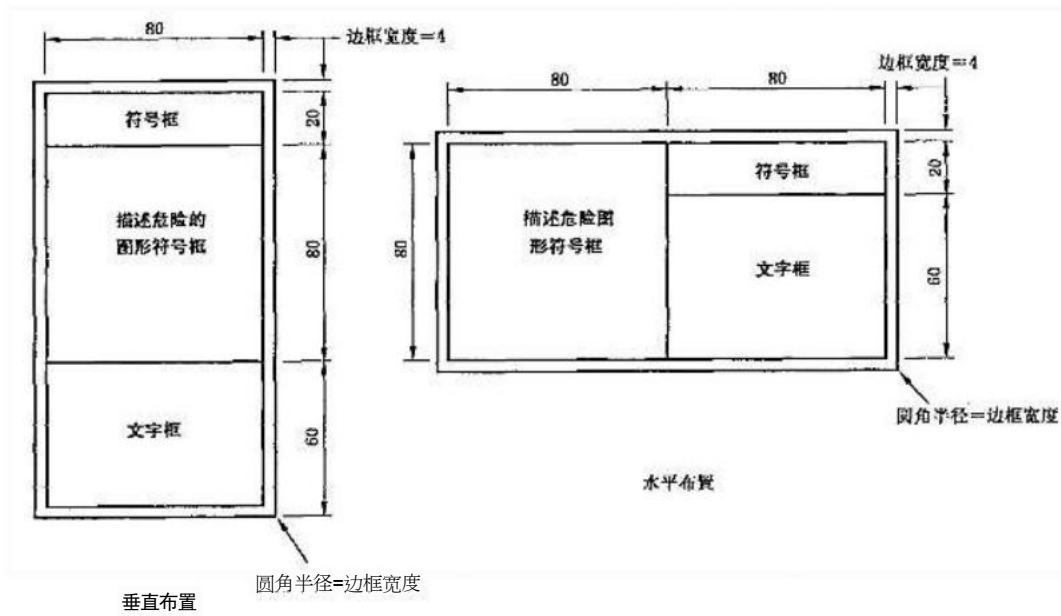 80
边框宽度=4
符号框
20
描述危险的
图形符号框
80
文字框
60
圆角半径=边框宽度
垂直布置
80
80
边框宽度=4
符号框
20
描述危险图
形符号框
80
文字框
60
圆角半径=边框宽度
水平布置